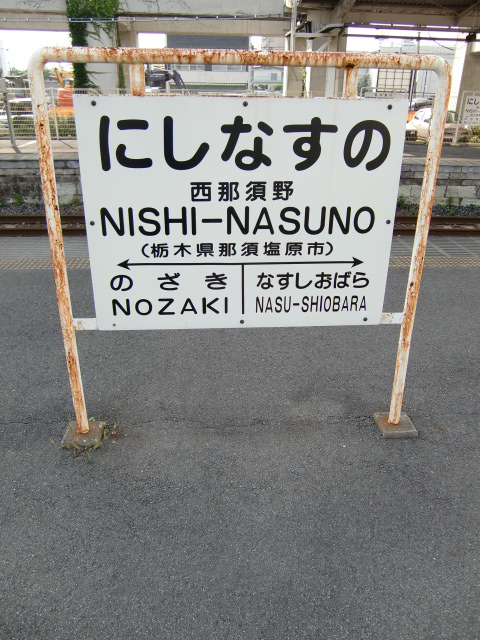 にしなすの
西那須野
NISHI-NASUNO
(栃木県那須塩原市)
のざき
NOZAKI
なすしおばら
NASU-SHIOBARA